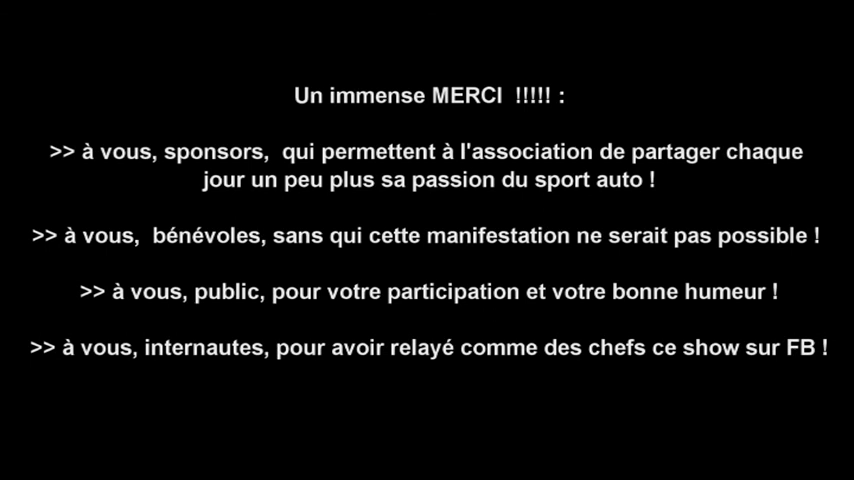 Un immense MERCI  !!!!! :
>> à vous, sponsors,  qui permettent à l'association de partager chaque
jour un peu plus sa passion du sport auto !
>> à vous,  bénévoles, sans qui cette manifestation ne serait pas possible !
>> à vous, public, pour votre participation et votre bonne humeur !
>> à vous, internautes, pour avoir relayé comme des chefs ce show sur FB !